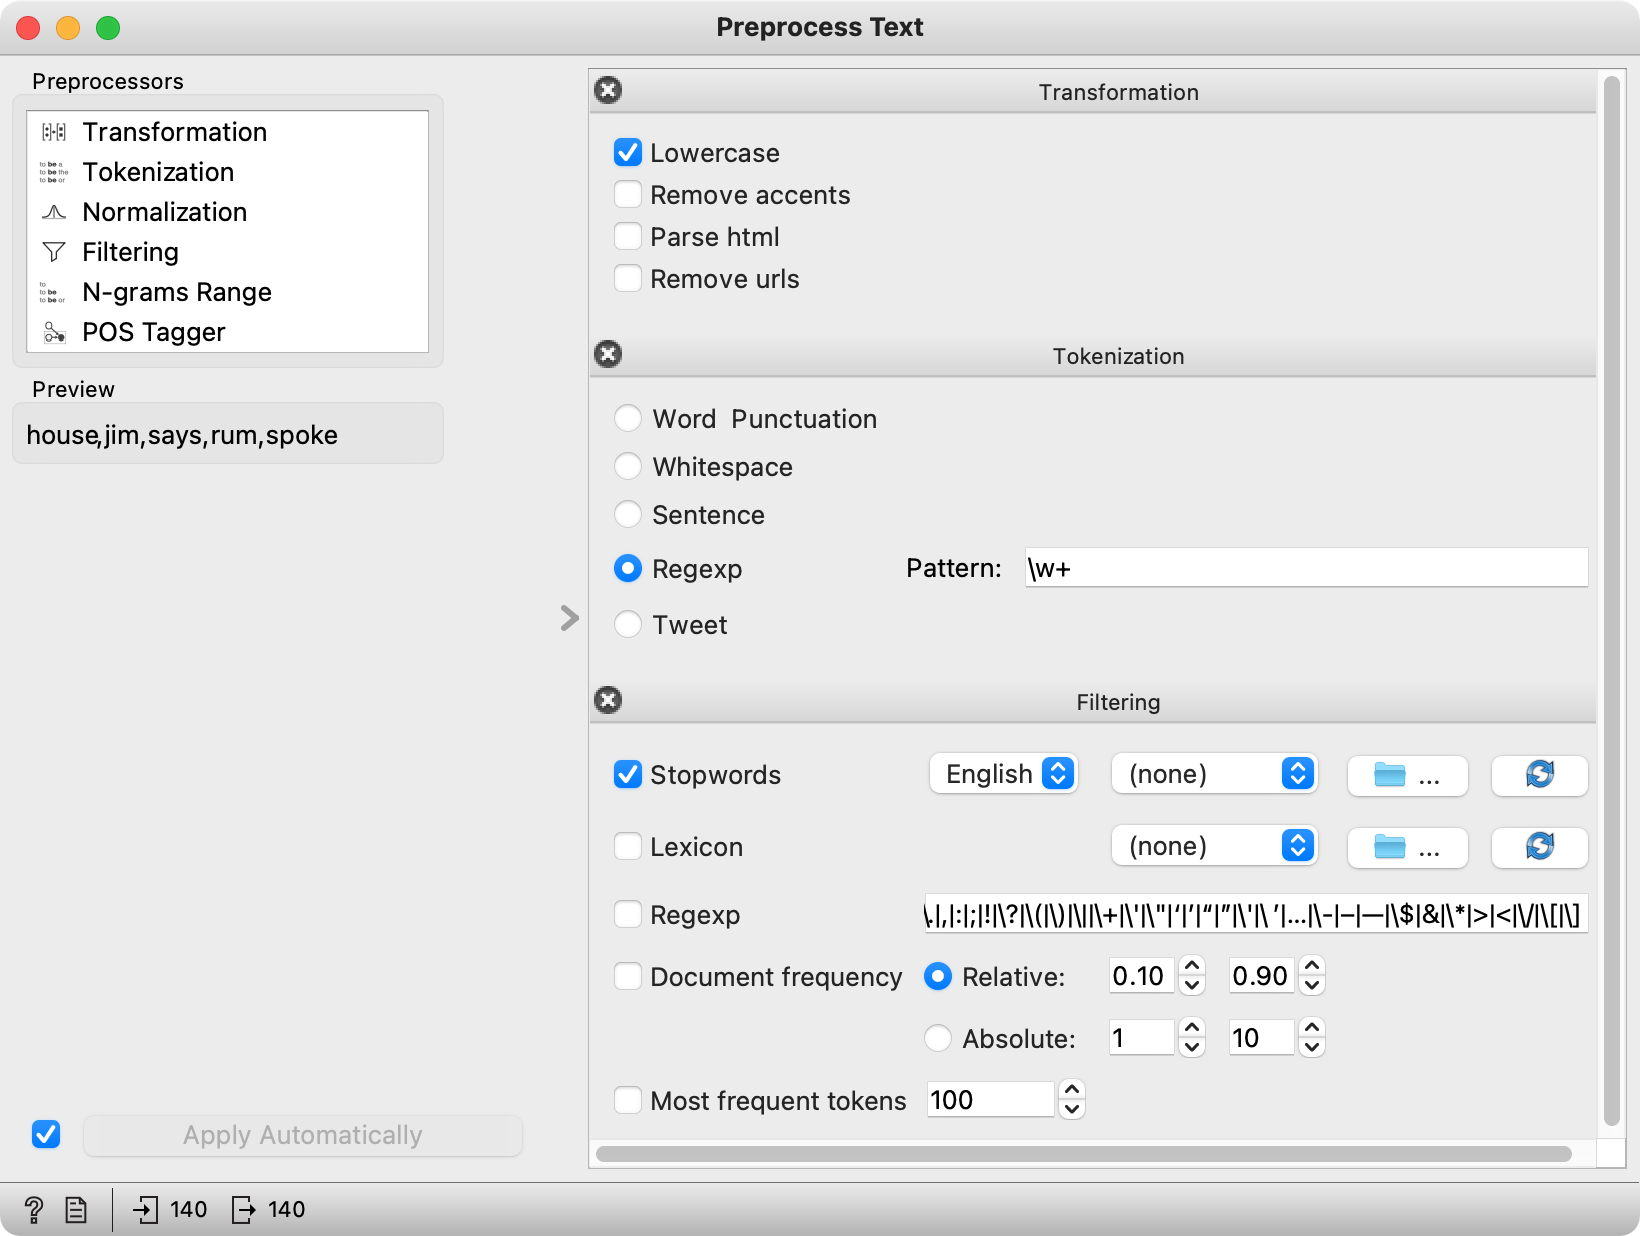 Preprocess Text
Preprocessors
Transformation
Tokenization
Normalization
Filtering
N-grams Range
POS Tagger
Preview
house,jim,says,rum,spoke
Apply Automatically
? 140 140
Transformation
Lowercase
Remove accents
Parse html
Remove urls
Tokenization
Word Punctuation
Whitespace
Sentence
Regexp Pattern: \w+
Tweet
Filtering
Stopwords English (none) ...
Lexicon (none) ...
Regexp \.|,|:|;|!|\?|\(|\)|\||\+|\'|\"|‘|’|“|”|\'|\ ’|…|\-|–|—|\$|&|\*|>|<|\/|\[|\]
Document frequency Relative: 0.10 0.90
Absolute: 1 10
Most frequent tokens 100